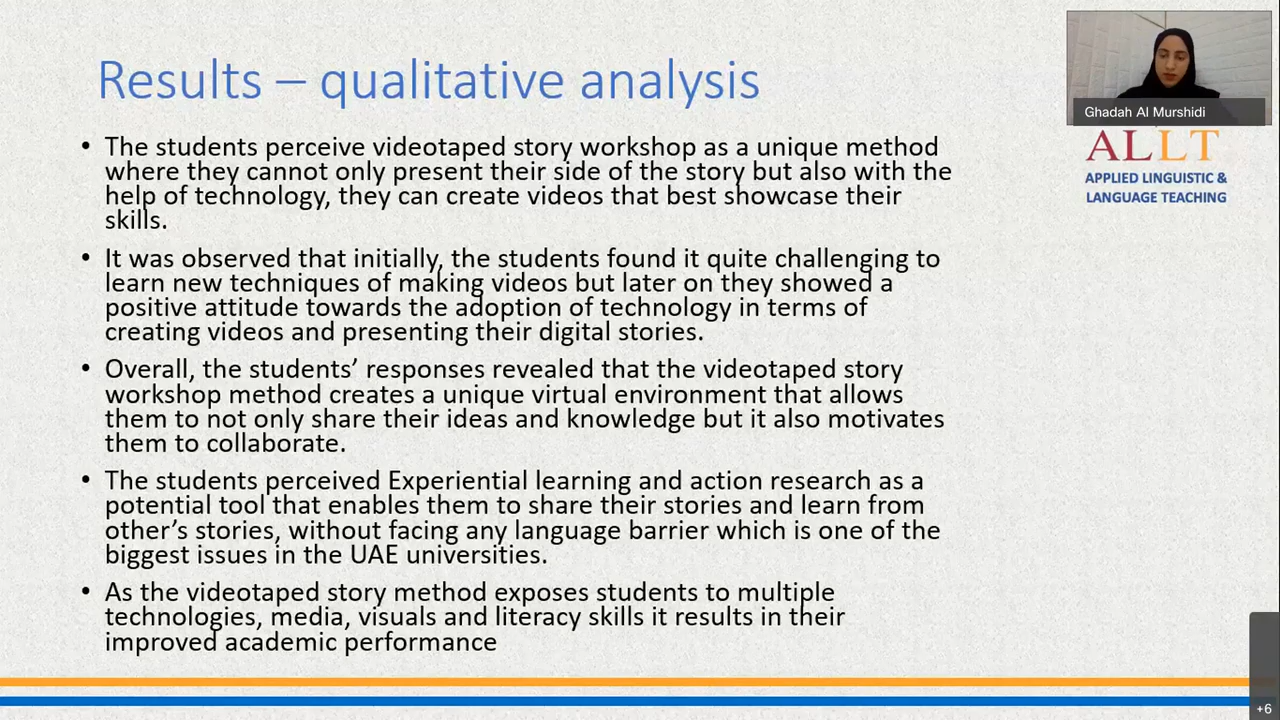 Results – qualitative analysis
Ghadah Al Murshidi
ALLT
APPLIED LINGUISTIC &
LANGUAGE TEACHING
• The students perceive videotaped story workshop as a unique method
where they cannot only present their side of the story but also with the
help of technology, they can create videos that best showcase their
skills.
• It was observed that initially, the students found it quite challenging to
learn new techniques of making videos but later on they showed a
positive attitude towards the adoption of technology in terms of
creating videos and presenting their digital stories.
• Overall, the students’ responses revealed that the videotaped story
workshop method creates a unique virtual environment that allows
them to not only share their ideas and knowledge but it also motivates
them to collaborate.
• The students perceived Experiential learning and action research as a
potential tool that enables them to share their stories and learn from
other’s stories, without facing any language barrier which is one of the
biggest issues in the UAE universities.
• As the videotaped story method exposes students to multiple
technologies, media, visuals and literacy skills it results in their
improved academic performance
+6